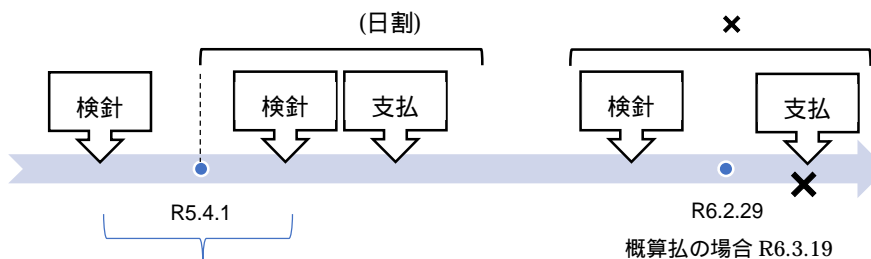 (日割)
×
検針
検針
支払
検針
支払
×
R5.4.1
R6.2.29
概算払の場合 R6.3.19